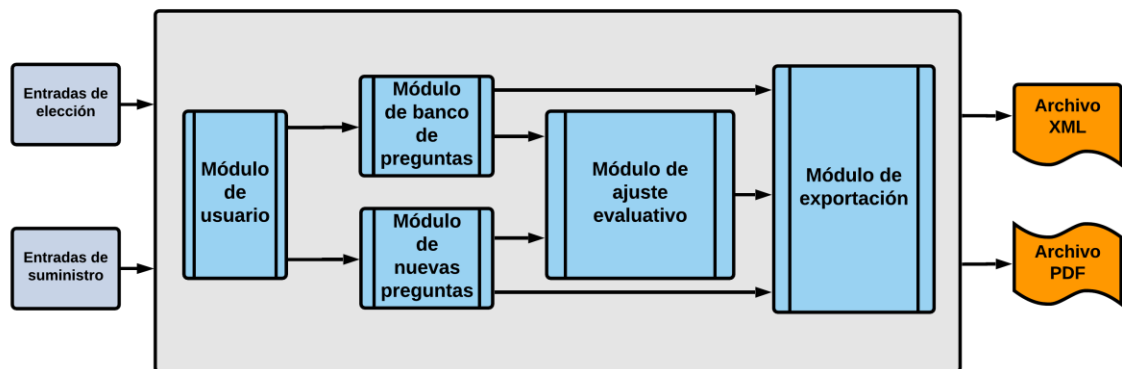 Entradas de
elección
Entradas de
suministro
Módulo
de
usuario
Módulo
de banco
de
preguntas
Módulo
de
nuevas
preguntas
Módulo de
ajuste
evaluativo
Módulo de
exportación
Archivo
XML
Archivo
PDF